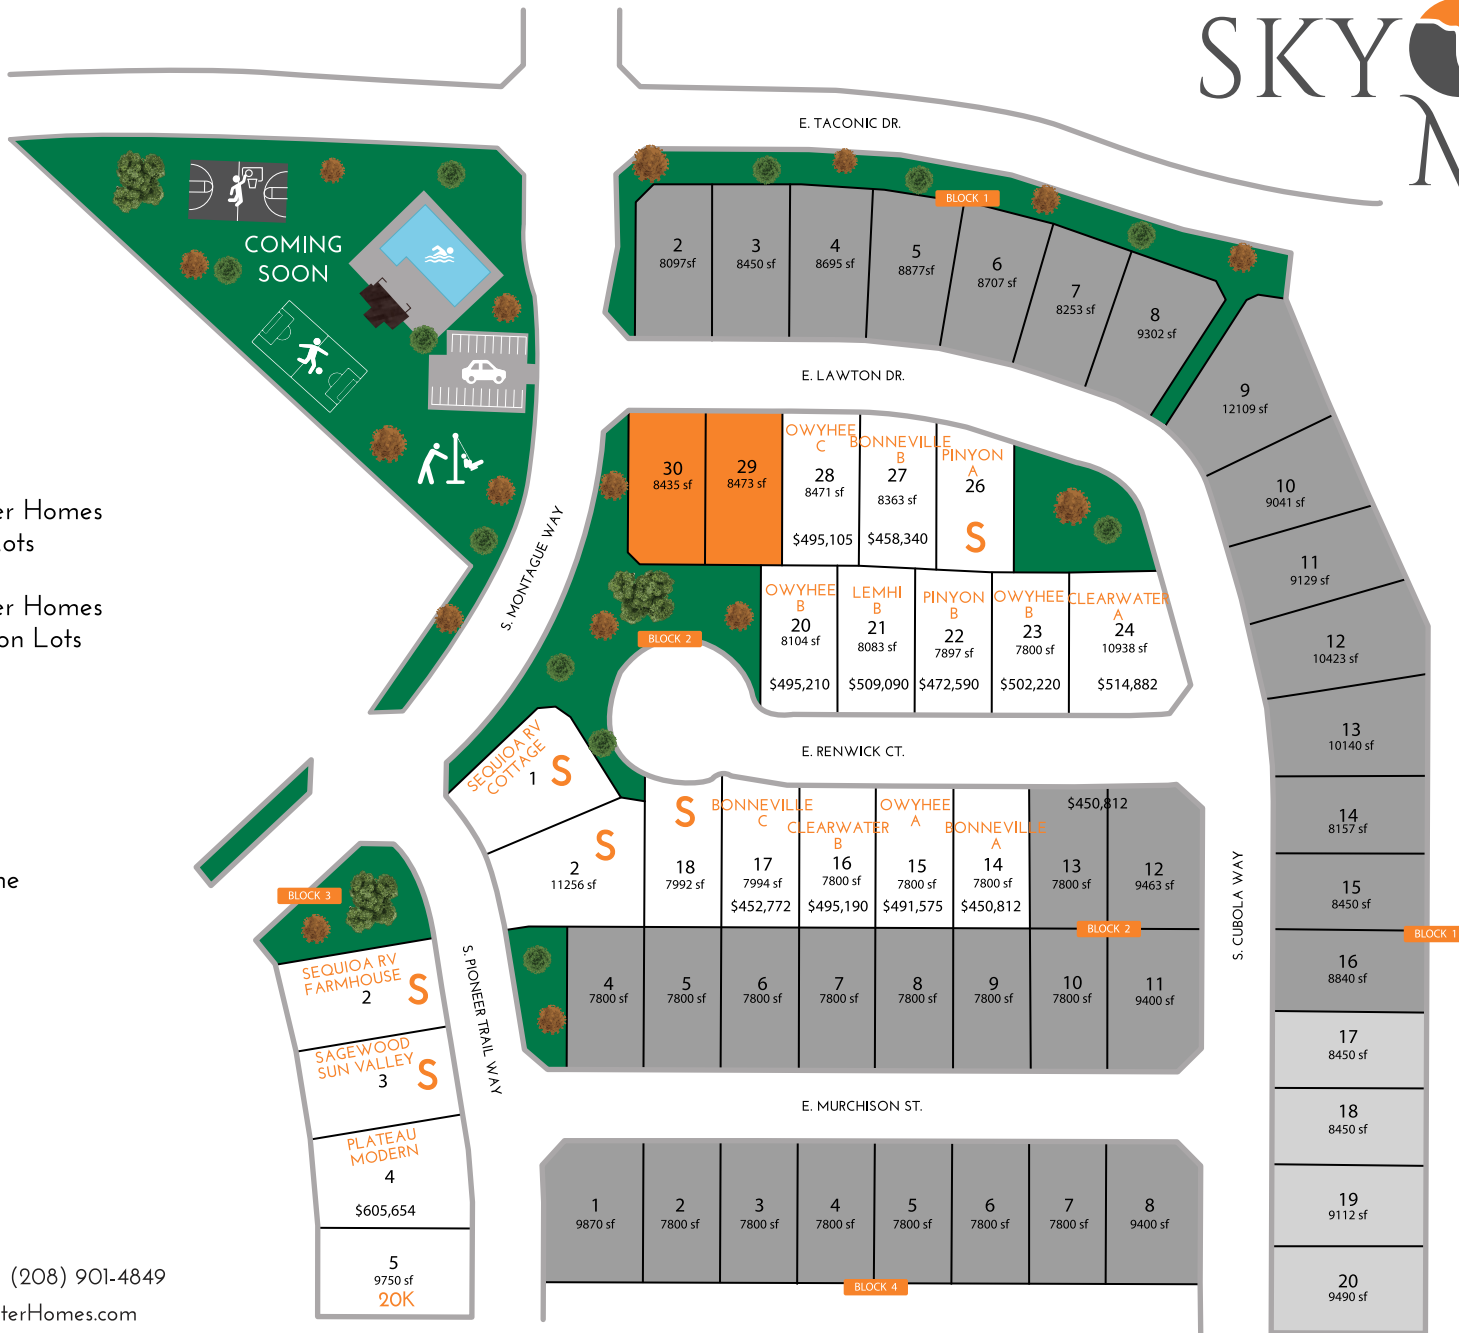 SKY
M
E. TACONIC DR.
BLOCK 1
COMING
SOON
2
8097sf
3
8450 sf
4
8695 sf
5
8877sf
6
8707 sf
7
8253 sf
8
9302 sf
9
12109 sf
10
9041 sf
11
9129 sf
12
10423 sf
13
10140 sf
14
8157 sf
15
8450 sf
BLOCK 1
16
8840 sf
17
8450 sf
18
8450 sf
19
9112 sf
20
9490 sf
E. LAWTON DR.
30
8435 sf
29
8473 sf
OWYHEE
C
28
8471 sf
$495,105
BONNEVILLE
B
27
8363 sf
$458,340
PINYON
A
26
S
er Homes
ots
er Homes
on Lots
S. MONTAGUE WAY
BLOCK 2
OWYHEE
B
20
8104 sf
$495,210
LEMHI
B
21
8083 sf
$509,090
PINYON
B
22
7897 sf
$472,590
OWYHEE
B
23
7800 sf
$502,220
CLEARWATER
A
24
10938 sf
$514,882
E. RENWICK CT.
SEQUIOA RV
COTTAGE
1
S
2
11256 sf
S
S
18
7992 sf
BONNEVILLE
C
17
7994 sf
$452,772
CLEARWATER
B
16
7800 sf
$495,190
OWYHEE
A
15
7800 sf
$491,575
BONNEVILLE
A
14
7800 sf
$450,812
$450,812
13
7800 sf
12
9463 sf
BLOCK 2
S. CUBOLA WAY
ne
4
7800 sf
5
7800 sf
6
7800 sf
7
7800 sf
8
7800 sf
9
7800 sf
10
7800 sf
11
9400 sf
BLOCK 3
S. PIONEER TRAIL WAY
SEQUIOA RV
FARMHOUSE
2
S
SAGEWOOD
SUN VALLEY
3
S
PLATEAU
MODERN
4
$605,654
5
9750 sf
20K
E. MURCHISON ST.
1
9870 sf
2
7800 sf
3
7800 sf
4
7800 sf
5
7800 sf
6
7800 sf
7
7800 sf
8
9400 sf
BLOCK 4
(208) 901-4849
terHomes.com